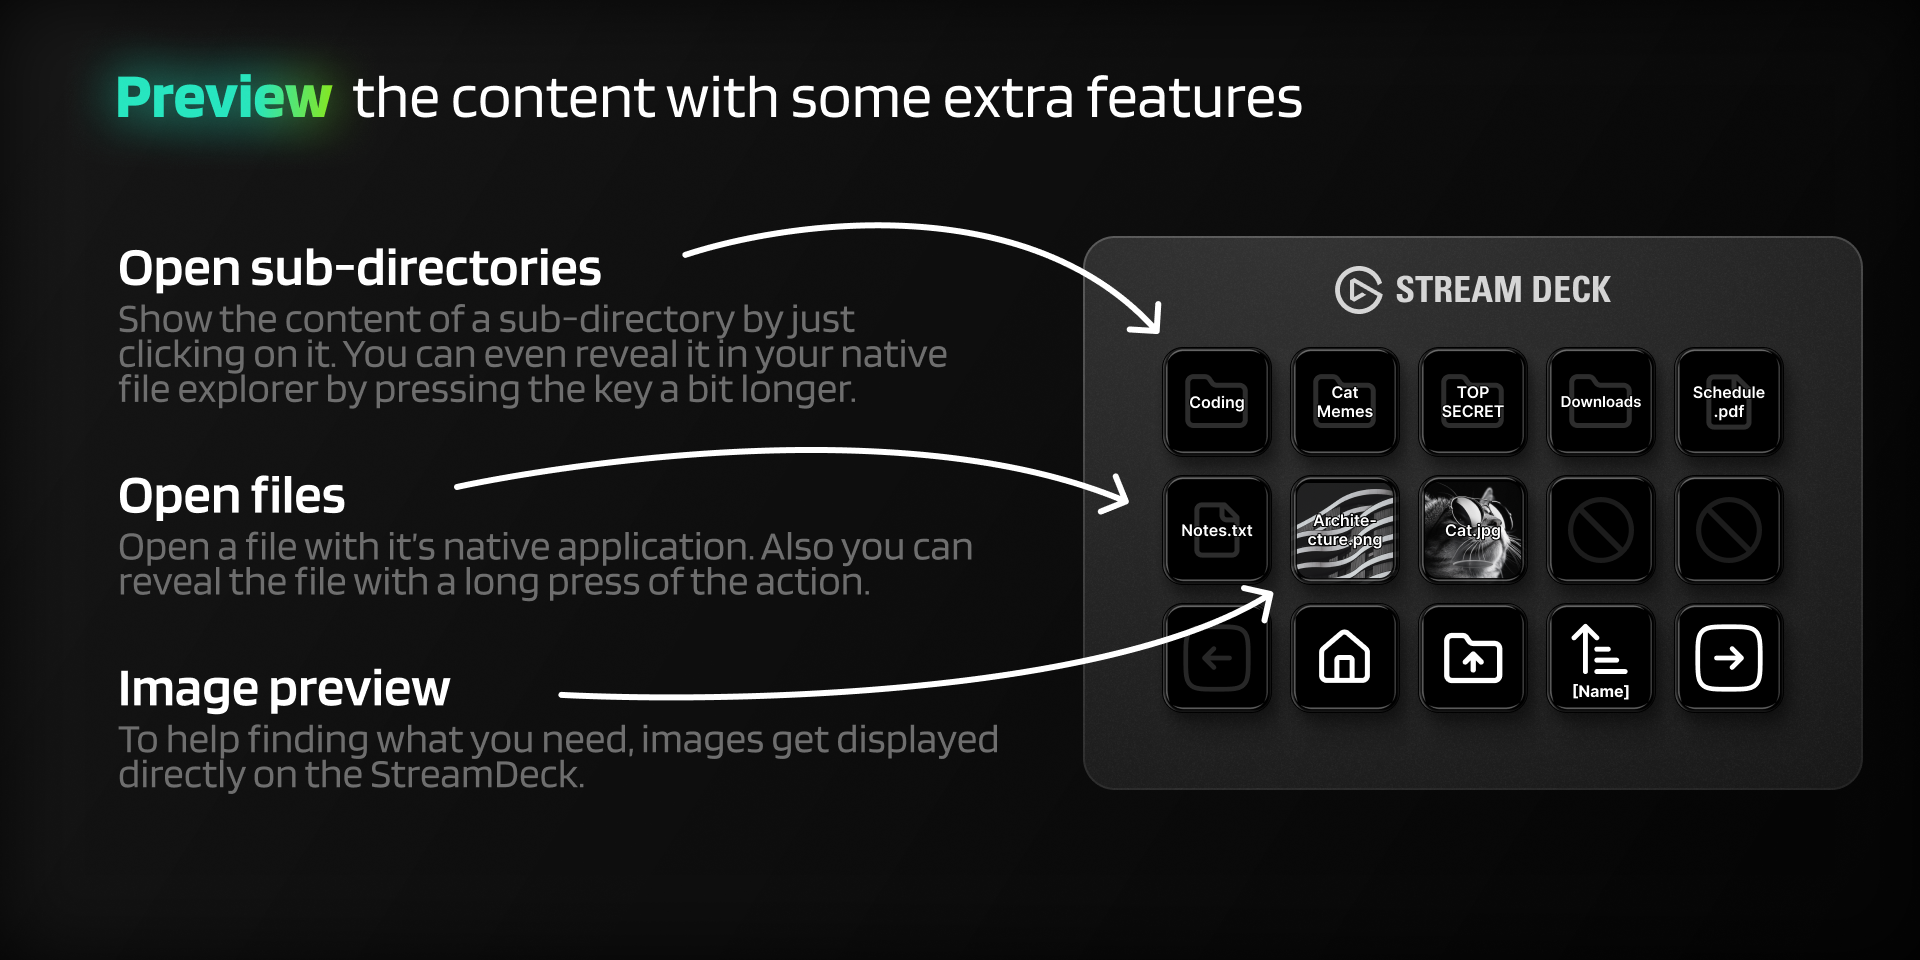 Preview the content with some extra features
Open sub-directories
Show the content of a sub-directory by just
clicking on it. You can even reveal it in your native
file explorer by pressing the key a bit longer.
Open files
Open a file with it's native application. Also you can
reveal the file with a long press of the action.
Image preview
To help finding what you need, images get displayed
directly on the StreamDeck.
STREAM DECK
Coding
Cat
Memes
TOP
SECRET
Downloads
Schedule
.pdf
Notes.txt
Archite-
cture.png
Cat.jpg
[Name]